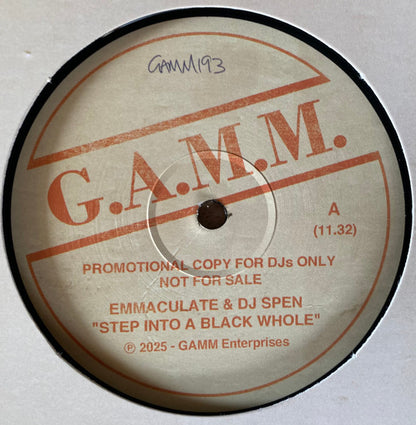 GAMM193
G.A.M.M.
A
(11.32)
PROMOTIONAL COPY FOR DJs ONLY
NOT FOR SALE
EMMACULATE & DJ SPEN
"STEP INTO A BLACK WHOLE"
℗ 2025 - GAMM Enterprises